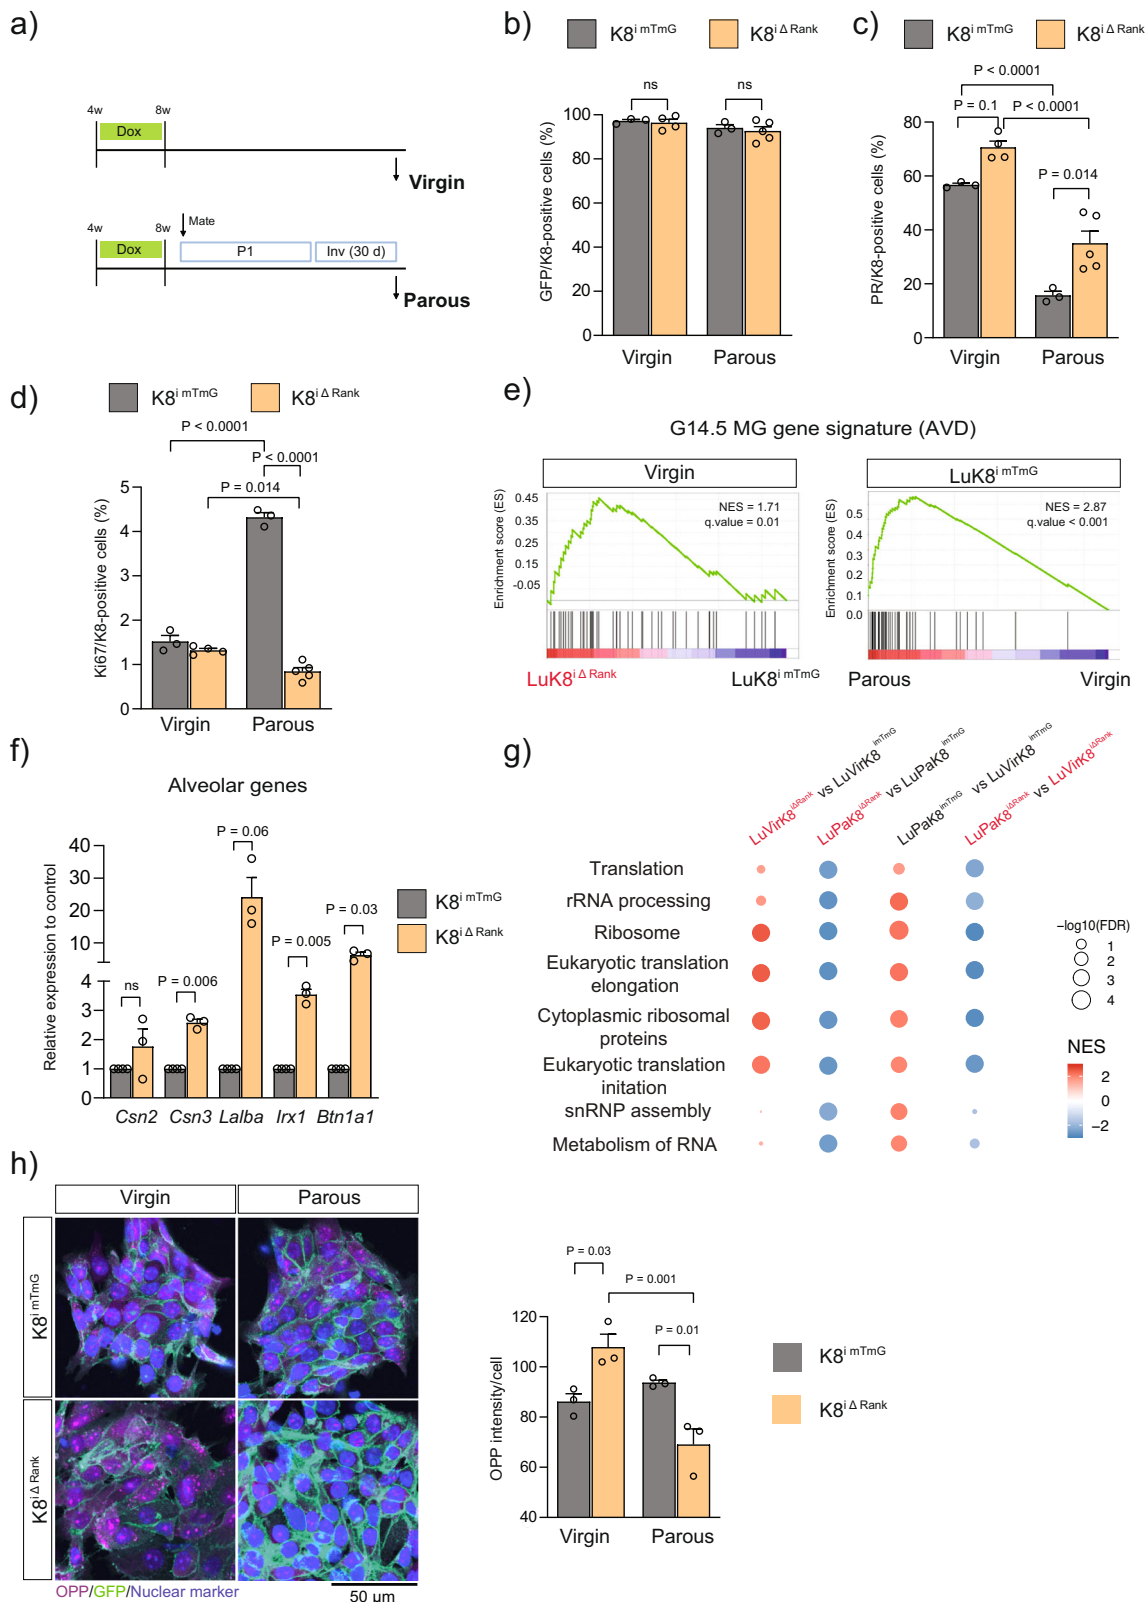 a)
4w 8w
Dox
Virgin
4w 8w
Mate
Dox
P1
Inv (30 d)
Parous
b)
K8i mTmG
K8i Δ Rank
GFP/K8-positive cells (%)
100
80
60
40
20
0
ns
ns
Virgin
Parous
c)
K8i mTmG
K8i Δ Rank
P < 0.0001
P = 0.1
P < 0.0001
P = 0.014
PR/K8-positive cells (%)
80
60
40
20
0
Virgin
Parous
d)
K8i mTmG
K8i Δ Rank
P < 0.0001
P < 0.0001
P = 0.014
KI67/K8-positive cells (%)
5
4
2
1
0
Virgin
Parous
e)
G14.5 MG gene signature (AVD)
Virgin
Enrichment score (ES)
0.45
0.35
0.25
0.15
-0.05
NES = 1.71
q.value = 0.01
LuK8i Δ Rank
LuK8i mTmG
LuK8i mTmG
Enrichment score (ES)
0.5
0.4
0.3
0.2
0.1
0.0
NES = 2.87
q.value < 0.001
Parous
Virgin
f)
Alveolar genes
Relative expression to control
40
30
20
10
4
3
2
1
0
ns
P = 0.006
P = 0.06
P = 0.005
P = 0.03
K8i mTmG
K8i Δ Rank
Csn2 Csn3 Lalba Irx1 Btn1a1
g)
LuVirK8iΔRank vs LuVirK8imTmG
LuPaK8iΔRank vs LuPaK8imTmG
LuPaK8imTmG vs LuVirK8imTmG
LuPaK8iΔRank vs LuVirK8iΔRank
Translation
rRNA processing
Ribosome
Eukaryotic translation
elongation
Cytoplasmic ribosomal
proteins
Eukaryotic translation
initation
snRNP assembly
Metabolism of RNA
−log10(FDR)
1
2
3
4
NES
2
0
−2
h)
Virgin
Parous
K8i mTmG
K8i Δ Rank
OPP/GFP/Nuclear marker
50 µm
P = 0.03
P = 0.001
P = 0.01
OPP intensity/cell
120
100
80
60
40
Virgin
Parous
K8i mTmG
K8i Δ Rank